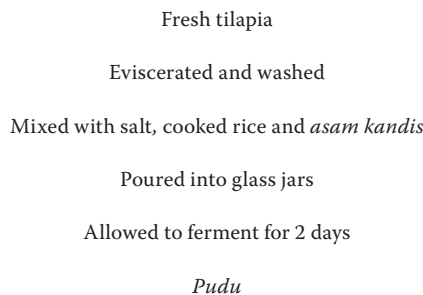 Fresh tilapia
Eviscerated and washed
Mixed with salt, cooked rice and asam kandis
Poured into glass jars
Allowed to ferment for 2 days
Pudu